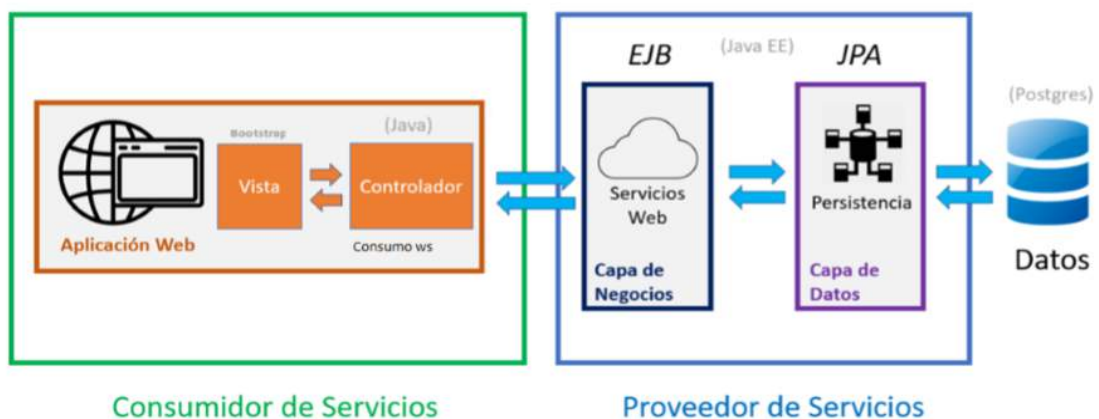 EJB
(Java EE)
JPA
(Postgres)
Bootstrap
(Java)
Vista
Controlador
Aplicación Web
Consumo ws
Servicios
Web
Persistencia
Capa de
Negocios
Capa de
Datos
Datos
Consumidor de Servicios
Proveedor de Servicios